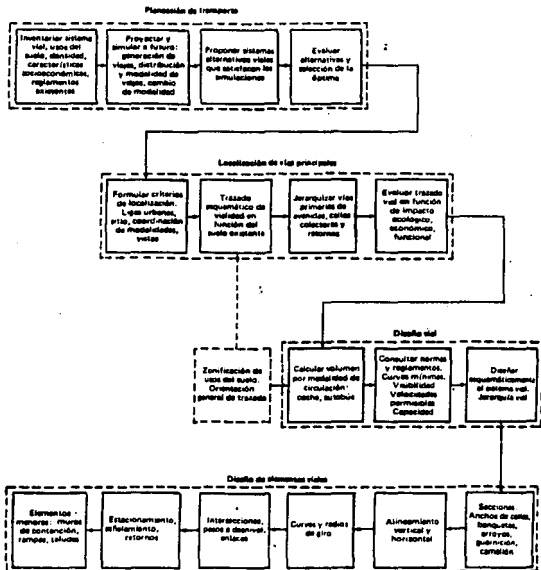 Planeación de transporte
Inventariar sistema
vial, usos del
suelo, densidad,
características
socioeconómicas,
reglamentos
existentes
Proyectar y
simular a futuro:
generación de
viajes, distribución
y modalidad de
viajes, cambio de
modalidad
Proponer sistemas
alternativos viales
que satisfagan las
simulaciones
Evaluar
alternativas y
selección de la
óptima
Localización de vías principales
Formular criterios
de localización.
Ligas urbanas,
sitio, coordinación
de modalidades,
vistas
Trazado
esquemático de
vialidad en
función del
suelo existente
Jerarquizar vías
primarias de
avenidas, calles
colectoras y
retornos
Evaluar trazado
vial en función
de impacto
ecológico,
económico,
funcional
Diseño vial
Zonificación de
usos del suelo.
Orientación
general de trazado
Calcular volumen
por modalidad de
circulación:
coche, autobús
Consultar normas
y reglamentos.
Curvas mínimas.
Visibilidad
Velocidades
permisibles
Capacidad
Diseñar
esquemáticamente
el sistema vial.
Jerarquía vial
Diseño de elementos viales
Elementos
menores: muros
de contención,
rampas, taludes
Estacionamiento,
señalamiento,
retornos
Intersecciones,
pasos a desnivel,
enlaces
Curvas y radios
de giro
Alineamiento
vertical y
horizontal
Secciones
Anchos de calles,
banquetas,
arroyos,
guarnición,
camellón